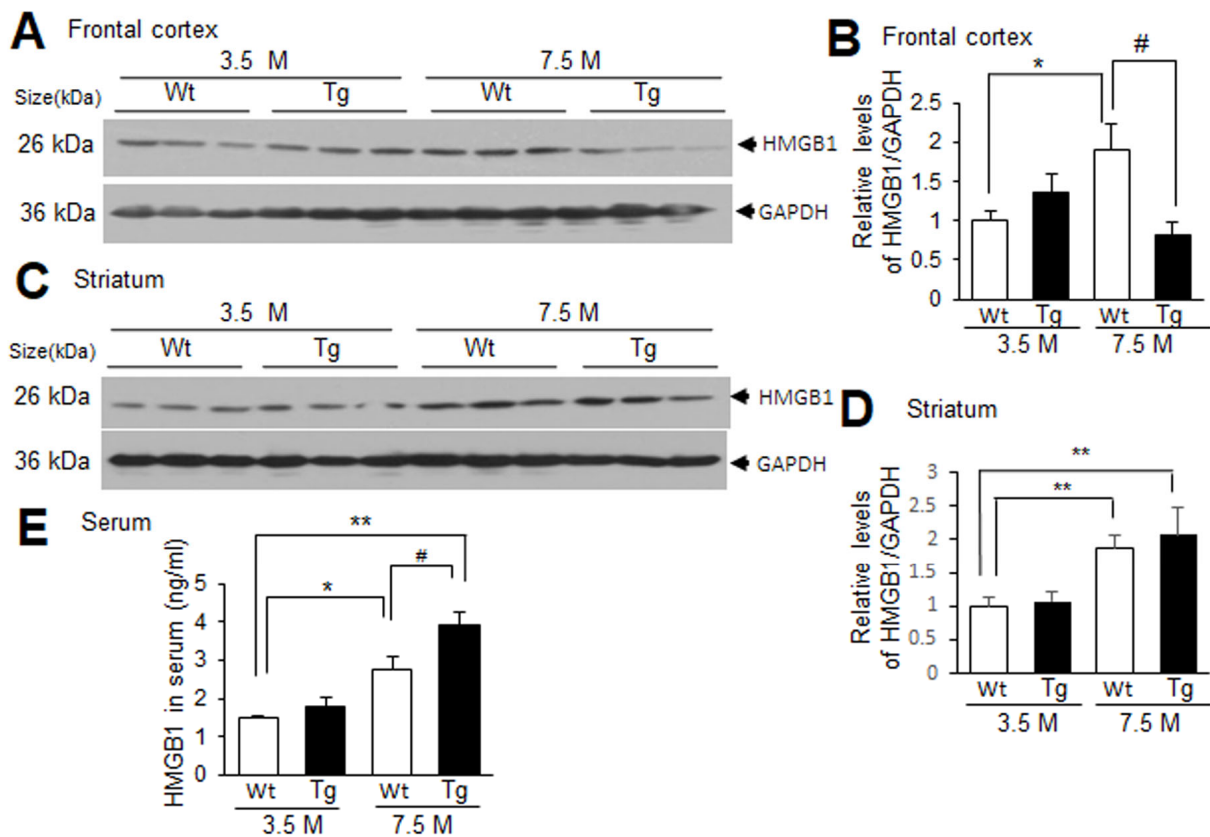 A Frontal cortex
3.5 M 7.5 M
Size(kDa) Wt Tg Wt Tg
26 kDa HMGB1
36 kDa GAPDH
B Frontal cortex
* #
Relative levels
of HMGB1/GAPDH
2.5
2
1.5
1
0.5
0
Wt Tg Wt Tg
3.5 M 7.5 M
C Striatum
3.5 M 7.5 M
Size(kDa) Wt Tg Wt Tg
26 kDa HMGB1
36 kDa GAPDH
D Striatum
**
**
Relative levels
of HMGB1/GAPDH
3
2.5
2
1.5
1
0.5
0
Wt Tg Wt Tg
3.5 M 7.5 M
E Serum
**
#
*
HMGB1 in serum (ng/ml)
5
4
3
2
1
0
Wt Tg Wt Tg
3.5 M 7.5 M